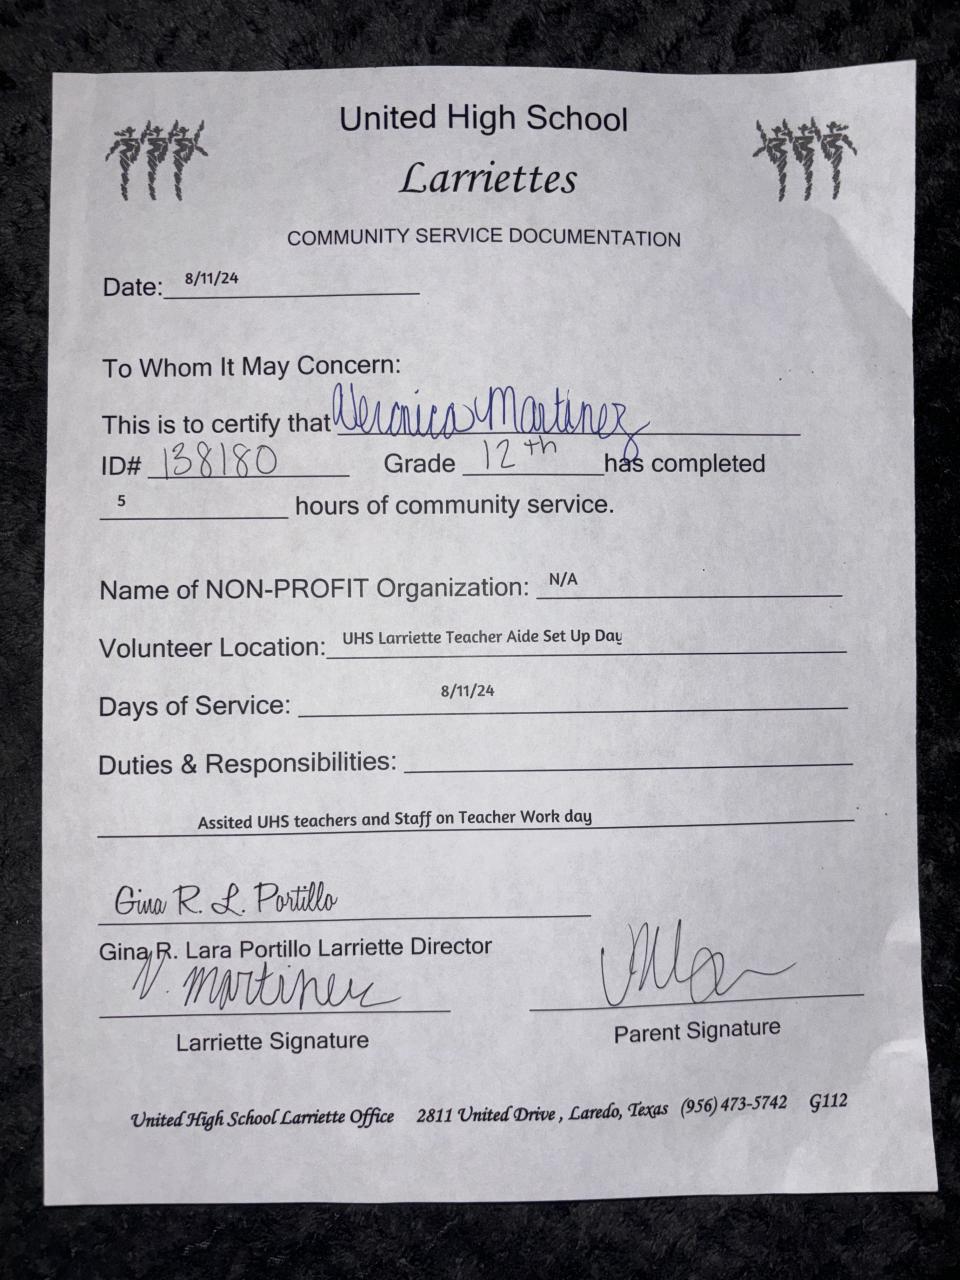 United High School
Larriettes
COMMUNITY SERVICE DOCUMENTATION
Date: 8/11/24
To Whom It May Concern:
This is to certify that Veronica Martinez
ID# 138180 Grade 12th has completed
5 hours of community service.
Name of NON-PROFIT Organization: N/A
Volunteer Location: UHS Larriette Teacher Aide Set Up Day
Days of Service: 8/11/24
Duties & Responsibilities:
Assited UHS teachers and Staff on Teacher Work day
Gina R. L. Portillo
Gina R. Lara Portillo Larriette Director
V. Martinez
Larriette Signature
Parent Signature
United High School Larriette Office 2811 United Drive, Laredo, Texas (956) 473-5742 G112